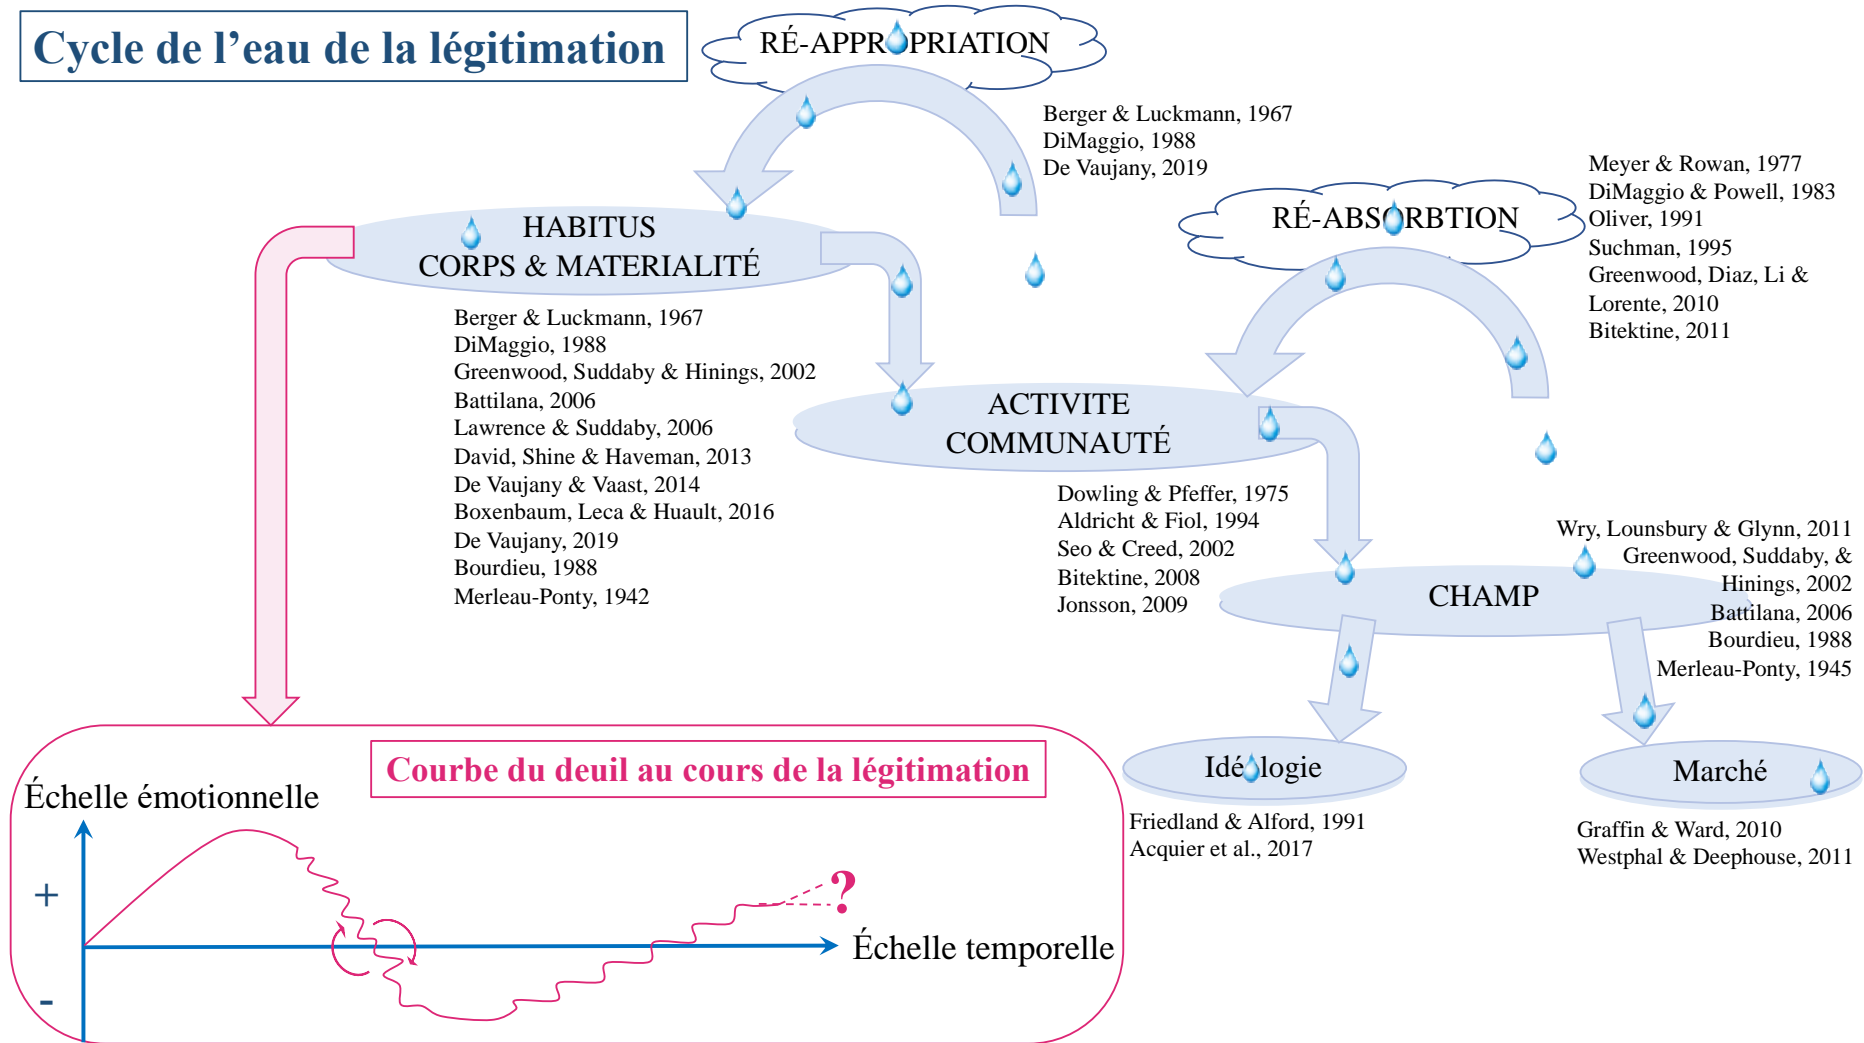 Cycle de l’eau de la légitimation
RÉ-APPROPRIATION
Berger & Luckmann, 1967
DiMaggio, 1988
De Vaujany, 2019
Meyer & Rowan, 1977
DiMaggio & Powell, 1983
Oliver, 1991
Suchman, 1995
Greenwood, Diaz, Li &
Lorente, 2010
Bitektine, 2011
RÉ-ABSORBTION
HABITUS
CORPS & MATERIALITÉ
Berger & Luckmann, 1967
DiMaggio, 1988
Greenwood, Suddaby & Hinings, 2002
Battilana, 2006
Lawrence & Suddaby, 2006
David, Shine & Haveman, 2013
De Vaujany & Vaast, 2014
Boxenbaum, Leca & Huault, 2016
De Vaujany, 2019
Bourdieu, 1988
Merleau-Ponty, 1942
ACTIVITE
COMMUNAUTÉ
Dowling & Pfeffer, 1975
Aldricht & Fiol, 1994
Seo & Creed, 2002
Bitektine, 2008
Jonsson, 2009
CHAMP
Wry, Lounsbury & Glynn, 2011
Greenwood, Suddaby, &
Hinings, 2002
Battilana, 2006
Bourdieu, 1988
Merleau-Ponty, 1945
Idéologie
Friedland & Alford, 1991
Acquier et al., 2017
Marché
Graffin & Ward, 2010
Westphal & Deephouse, 2011
Courbe du deuil au cours de la légitimation
Échelle émotionnelle
+
-
?
Échelle temporelle